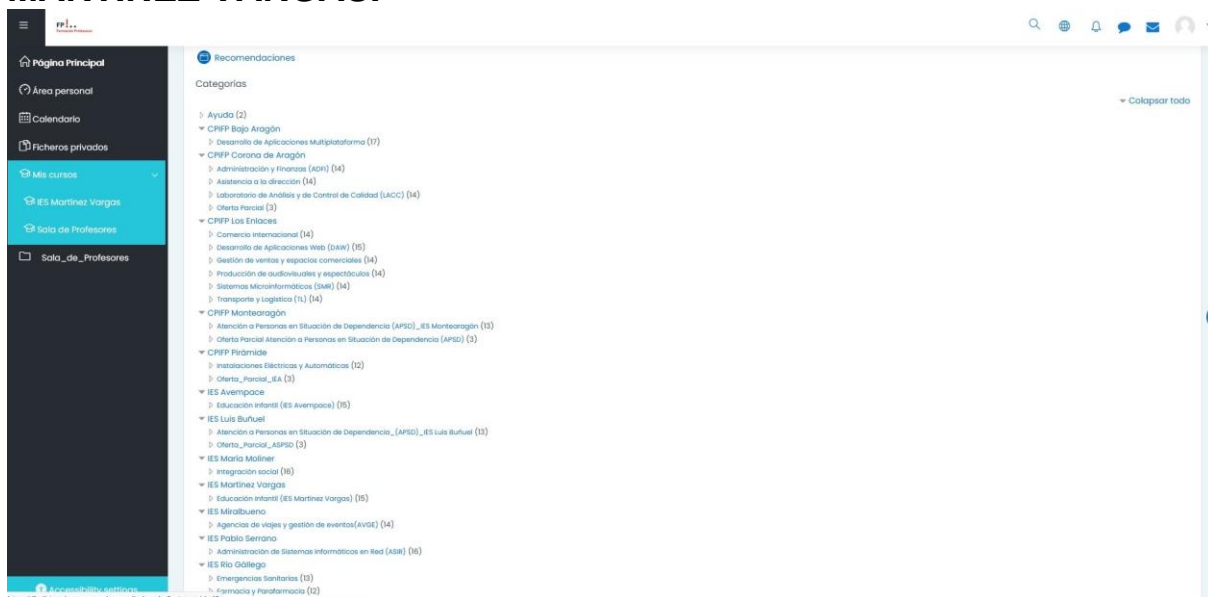 FP
Página Principal
Área personal
Calendario
Ficheros privados
Mis cursos
IES Martínez Vargas
Sala de Profesores
Sala_de_Profesores
Accessibility settings
Recomendaciones
Categorías
Colapsar todo
Ayuda (2)
CPIFP Bajo Aragón
Desarrollo de Aplicaciones Multiplataforma (17)
CPIFP Corona de Aragón
Administración y Finanzas (ADFI) (14)
Asistencia a la dirección (14)
Laboratorio de Análisis y de Control de Calidad (LACC) (14)
Oferta Parcial (3)
CPIFP Los Enlaces
Comercio Internacional (14)
Desarrollo de Aplicaciones Web (DAW) (15)
Gestión de ventas y espacios comerciales (14)
Producción de audiovisuales y espectáculos (14)
Sistemas Microinformáticos (SMR) (14)
Transporte y Logística (TL) (14)
CPIFP Montearagón
Atención a Personas en Situación de Dependencia (APSD)_IES Montearagón (13)
Oferta Parcial Atención a Personas en Situación de Dependencia (APSD) (3)
CPIFP Pirámide
Instalaciones Eléctricas y Automáticas (12)
Oferta_Parcial_IEA (3)
IES Avempace
Educación Infantil (IES Avempace) (15)
IES Luis Buñuel
Atención a Personas en Situación de Dependencia_(APSD)_IES Luis Buñuel (13)
Oferta_Parcial_ASPSD (3)
IES María Moliner
Integración social (16)
IES Martínez Vargas
Educación Infantil (IES Martínez Vargas) (15)
IES Miralbueno
Agencias de viajes y gestión de eventos(AVGE) (14)
IES Pablo Serrano
Administración de Sistemas Informáticos en Red (ASIR) (16)
IES Río Gállego
Emergencias Sanitarias (13)
Farmacia y Parafarmacia (12)